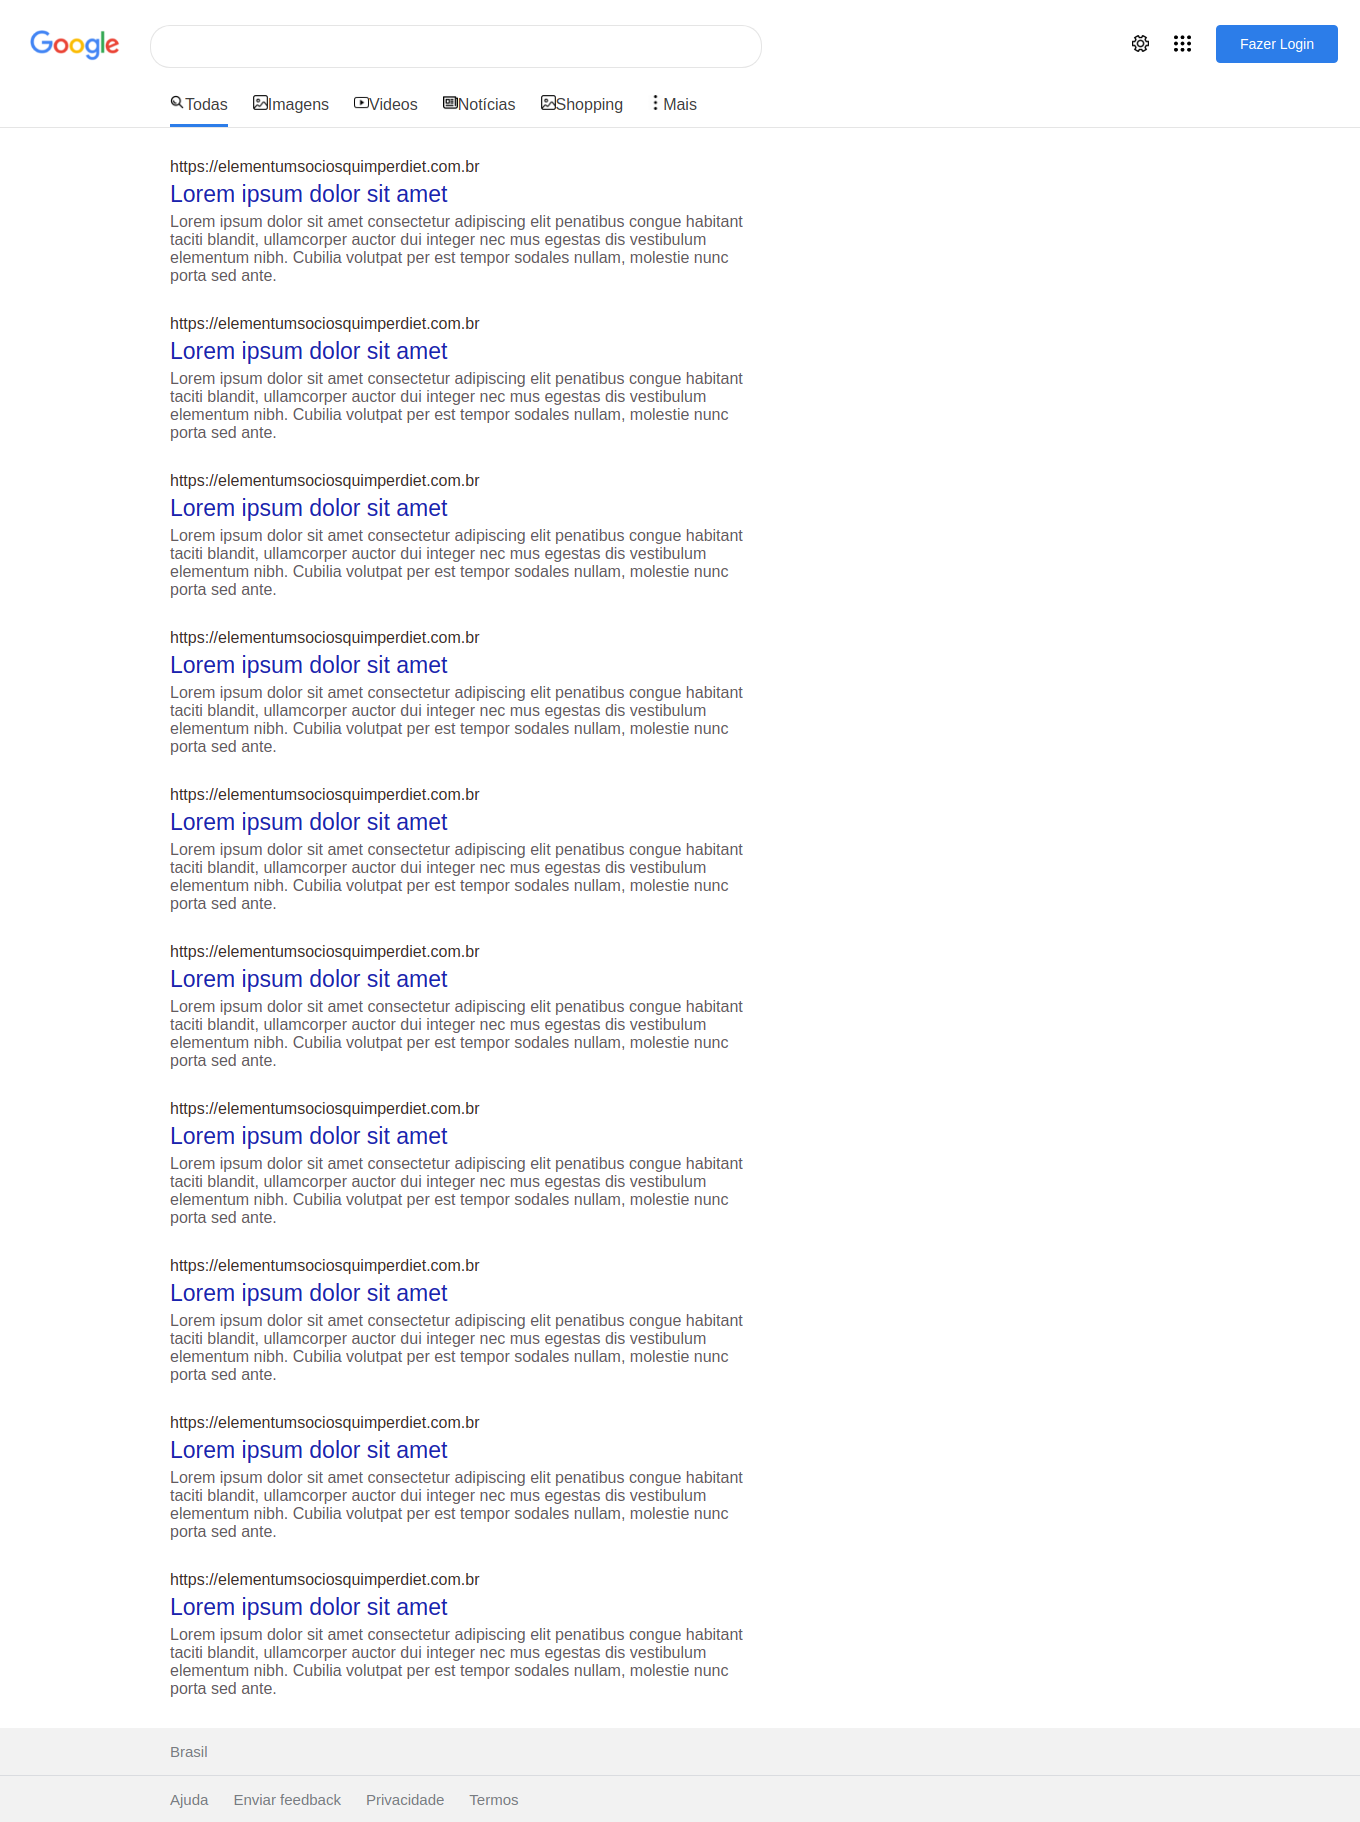 Google
Fazer Login
Todas Imagens Videos Notícias Shopping Mais
https://elementumsociosquimperdiet.com.br
Lorem ipsum dolor sit amet
Lorem ipsum dolor sit amet consectetur adipiscing elit penatibus congue habitant
taciti blandit, ullamcorper auctor dui integer nec mus egestas dis vestibulum
elementum nibh. Cubilia volutpat per est tempor sodales nullam, molestie nunc
porta sed ante.
https://elementumsociosquimperdiet.com.br
Lorem ipsum dolor sit amet
Lorem ipsum dolor sit amet consectetur adipiscing elit penatibus congue habitant
taciti blandit, ullamcorper auctor dui integer nec mus egestas dis vestibulum
elementum nibh. Cubilia volutpat per est tempor sodales nullam, molestie nunc
porta sed ante.
https://elementumsociosquimperdiet.com.br
Lorem ipsum dolor sit amet
Lorem ipsum dolor sit amet consectetur adipiscing elit penatibus congue habitant
taciti blandit, ullamcorper auctor dui integer nec mus egestas dis vestibulum
elementum nibh. Cubilia volutpat per est tempor sodales nullam, molestie nunc
porta sed ante.
https://elementumsociosquimperdiet.com.br
Lorem ipsum dolor sit amet
Lorem ipsum dolor sit amet consectetur adipiscing elit penatibus congue habitant
taciti blandit, ullamcorper auctor dui integer nec mus egestas dis vestibulum
elementum nibh. Cubilia volutpat per est tempor sodales nullam, molestie nunc
porta sed ante.
https://elementumsociosquimperdiet.com.br
Lorem ipsum dolor sit amet
Lorem ipsum dolor sit amet consectetur adipiscing elit penatibus congue habitant
taciti blandit, ullamcorper auctor dui integer nec mus egestas dis vestibulum
elementum nibh. Cubilia volutpat per est tempor sodales nullam, molestie nunc
porta sed ante.
https://elementumsociosquimperdiet.com.br
Lorem ipsum dolor sit amet
Lorem ipsum dolor sit amet consectetur adipiscing elit penatibus congue habitant
taciti blandit, ullamcorper auctor dui integer nec mus egestas dis vestibulum
elementum nibh. Cubilia volutpat per est tempor sodales nullam, molestie nunc
porta sed ante.
https://elementumsociosquimperdiet.com.br
Lorem ipsum dolor sit amet
Lorem ipsum dolor sit amet consectetur adipiscing elit penatibus congue habitant
taciti blandit, ullamcorper auctor dui integer nec mus egestas dis vestibulum
elementum nibh. Cubilia volutpat per est tempor sodales nullam, molestie nunc
porta sed ante.
https://elementumsociosquimperdiet.com.br
Lorem ipsum dolor sit amet
Lorem ipsum dolor sit amet consectetur adipiscing elit penatibus congue habitant
taciti blandit, ullamcorper auctor dui integer nec mus egestas dis vestibulum
elementum nibh. Cubilia volutpat per est tempor sodales nullam, molestie nunc
porta sed ante.
https://elementumsociosquimperdiet.com.br
Lorem ipsum dolor sit amet
Lorem ipsum dolor sit amet consectetur adipiscing elit penatibus congue habitant
taciti blandit, ullamcorper auctor dui integer nec mus egestas dis vestibulum
elementum nibh. Cubilia volutpat per est tempor sodales nullam, molestie nunc
porta sed ante.
https://elementumsociosquimperdiet.com.br
Lorem ipsum dolor sit amet
Lorem ipsum dolor sit amet consectetur adipiscing elit penatibus congue habitant
taciti blandit, ullamcorper auctor dui integer nec mus egestas dis vestibulum
elementum nibh. Cubilia volutpat per est tempor sodales nullam, molestie nunc
porta sed ante.
Brasil
Ajuda Enviar feedback Privacidade Termos